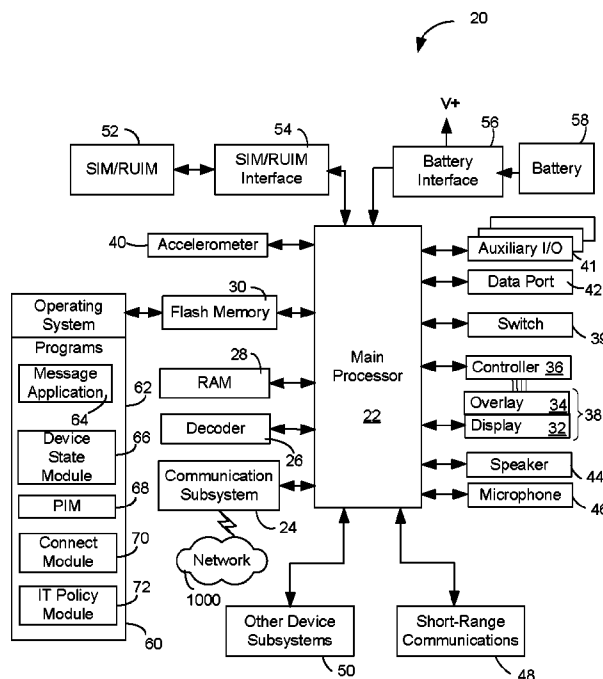 20
V+
52
54
56
58
SIM/RUIM
SIM/RUIM
Interface
Battery
Interface
Battery
40
Accelerometer
Auxiliary I/O
41
Data Port
42
Operating
System
30
Flash Memory
Switch
39
Programs
Message
Application
64
62
28
RAM
Main
Processor
22
Controller 36
Overlay 34
Display 32
38
Device
State
Module
66
Decoder
26
Communication
Subsystem
24
Speaker
44
Microphone
46
PIM
68
Connect
Module
70
Network
1000
IT Policy
Module
72
60
Other Device
Subsystems
50
Short-Range
Communications
48